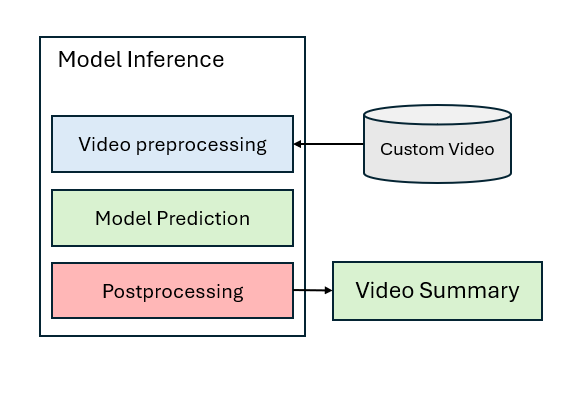 Model Inference
Video preprocessing
Custom Video
Model Prediction
Postprocessing
Video Summary